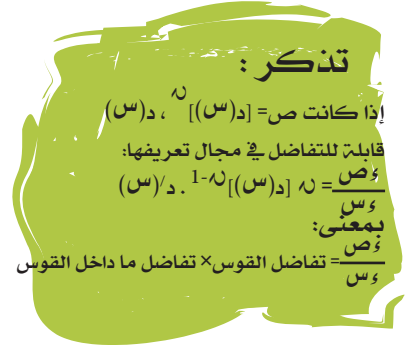 تذكر :
إذا كانت ص= [د(س)]ن ، د(س)
قابلة للتفاضل في مجال تعريفها:
ءص/ءس = ن [د(س)]ن-1 . د/(س)
بمعنى:
ءص/ءس = تفاضل القوس× تفاضل ما داخل القوس